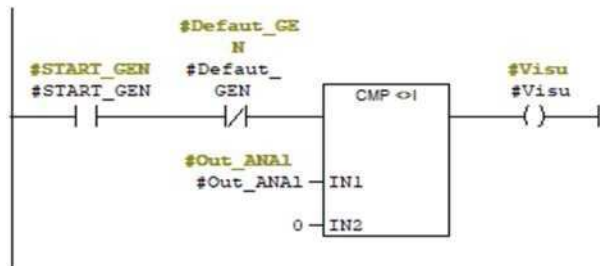 #Defaut_GE
N
#START_GEN
#Defaut_
#Visu
#START_GEN
GEN
CMP <>I
#Visu
#Out_ANA1
#Out_ANA1
IN1
0
IN2